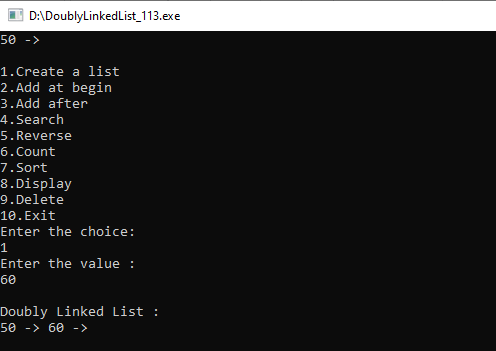 D:\DoublyLinkedList_113.exe
50 ->
1.Create a list
2.Add at begin
3.Add after
4.Search
5.Reverse
6.Count
7.Sort
8.Display
9.Delete
10.Exit
Enter the choice:
1
Enter the value :
60
Doubly Linked List :
50 -> 60 ->